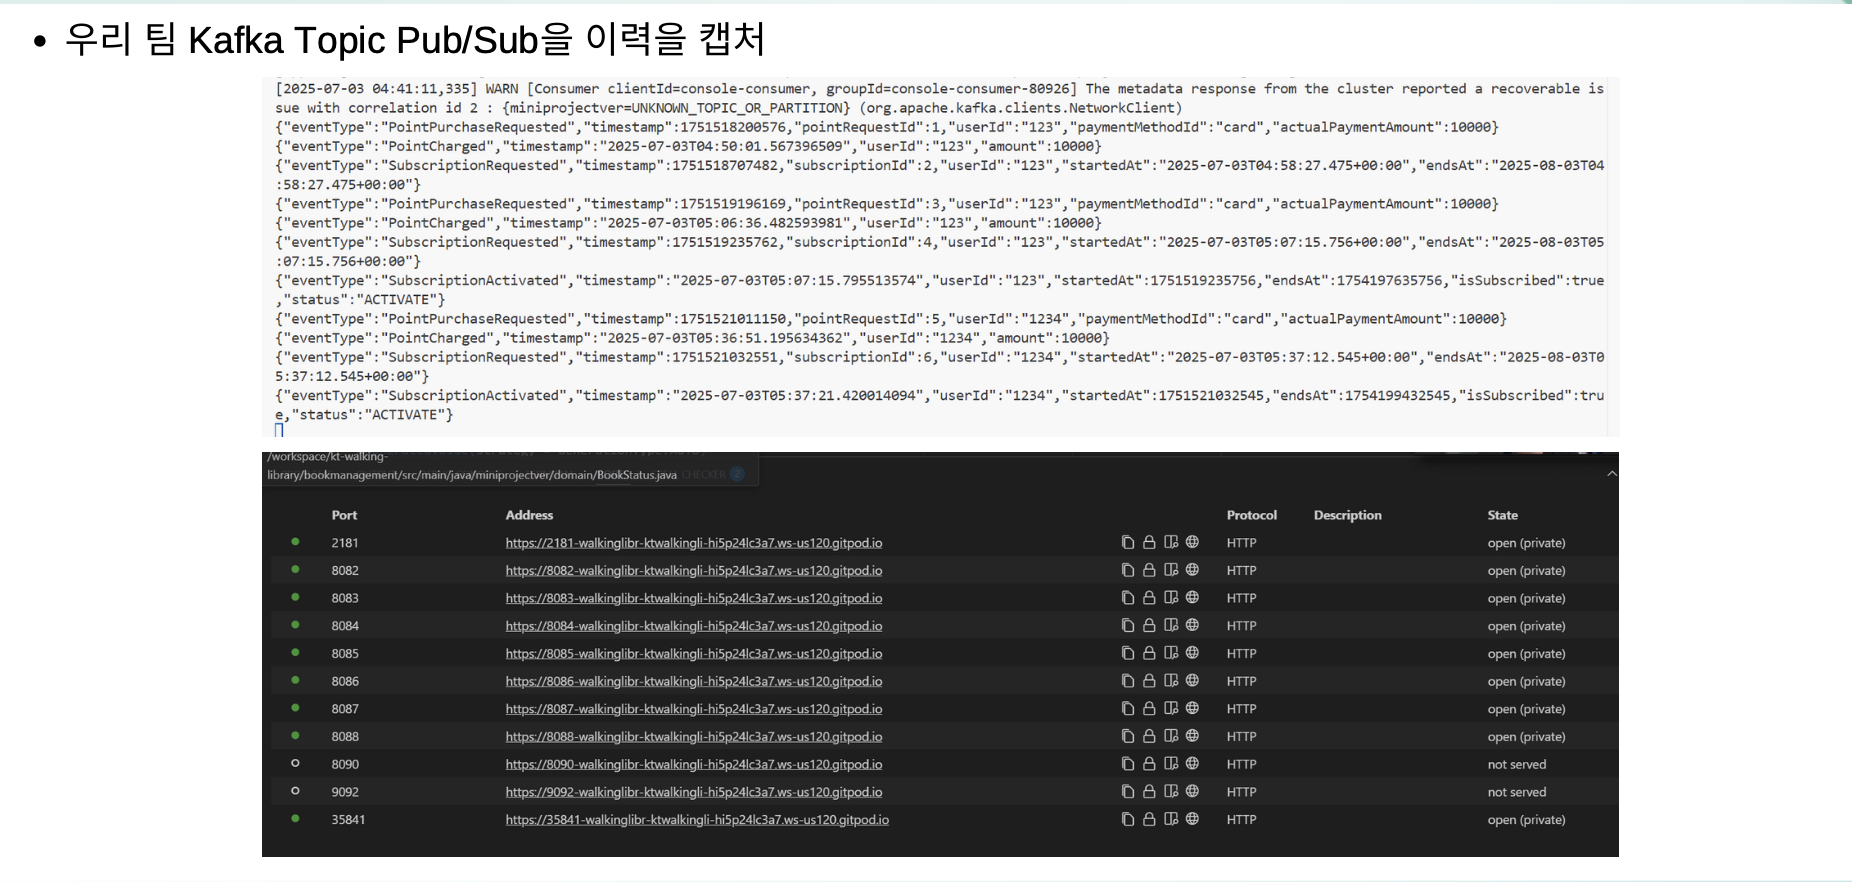 • 우리 팀 Kafka Topic Pub/Sub을 이력을 캡처
[2025-07-03 04:41:11,335] WARN [Consumer clientId=console-consumer, groupId=console-consumer-80926] The metadata response from the cluster reported a recoverable is
sue with correlation id 2 : {miniprojectver=UNKNOWN_TOPIC_OR_PARTITION} (org.apache.kafka.clients.NetworkClient)
{"eventType":"PointPurchaseRequested","timestamp":1751518200576,"pointRequestId":1,"userId":"123","paymentMethodId":"card","actualPaymentAmount":10000}
{"eventType":"PointCharged","timestamp":"2025-07-03T04:50:01.567396509","userId":"123","amount":10000}
{"eventType":"SubscriptionRequested","timestamp":1751518707482,"subscriptionId":2,"userId":"123","startedAt":"2025-07-03T04:58:27.475+00:00","endsAt":"2025-08-03T04
:58:27.475+00:00"}
{"eventType":"PointPurchaseRequested","timestamp":1751519196169,"pointRequestId":3,"userId":"123","paymentMethodId":"card","actualPaymentAmount":10000}
{"eventType":"PointCharged","timestamp":"2025-07-03T05:06:36.482593981","userId":"123","amount":10000}
{"eventType":"SubscriptionRequested","timestamp":1751519235762,"subscriptionId":4,"userId":"123","startedAt":"2025-07-03T05:07:15.756+00:00","endsAt":"2025-08-03T05
:07:15.756+00:00"}
{"eventType":"SubscriptionActivated","timestamp":"2025-07-03T05:07:15.795513574","userId":"123","startedAt":1751519235756,"endsAt":1754197635756,"isSubscribed":true
,"status":"ACTIVATE"}
{"eventType":"PointPurchaseRequested","timestamp":1751521011150,"pointRequestId":5,"userId":"1234","paymentMethodId":"card","actualPaymentAmount":10000}
{"eventType":"PointCharged","timestamp":"2025-07-03T05:36:51.195634362","userId":"1234","amount":10000}
{"eventType":"SubscriptionRequested","timestamp":1751521032551,"subscriptionId":6,"userId":"1234","startedAt":"2025-07-03T05:37:12.545+00:00","endsAt":"2025-08-03T0
5:37:12.545+00:00"}
{"eventType":"SubscriptionActivated","timestamp":"2025-07-03T05:37:21.420014094","userId":"1234","startedAt":1751521032545,"endsAt":1754199432545,"isSubscribed":tru
e,"status":"ACTIVATE"}
/workspace/kt-walking-
library/bookmanagement/src/main/java/miniprojectver/domain/BookStatus.java CHECKER 2
Port Address Protocol Description State
2181 https://2181-walkinglibr-ktwalkingli-hi5p24lc3a7.ws-us120.gitpod.io HTTP open (private)
8082 https://8082-walkinglibr-ktwalkingli-hi5p24lc3a7.ws-us120.gitpod.io HTTP open (private)
8083 https://8083-walkinglibr-ktwalkingli-hi5p24lc3a7.ws-us120.gitpod.io HTTP open (private)
8084 https://8084-walkinglibr-ktwalkingli-hi5p24lc3a7.ws-us120.gitpod.io HTTP open (private)
8085 https://8085-walkinglibr-ktwalkingli-hi5p24lc3a7.ws-us120.gitpod.io HTTP open (private)
8086 https://8086-walkinglibr-ktwalkingli-hi5p24lc3a7.ws-us120.gitpod.io HTTP open (private)
8087 https://8087-walkinglibr-ktwalkingli-hi5p24lc3a7.ws-us120.gitpod.io HTTP open (private)
8088 https://8088-walkinglibr-ktwalkingli-hi5p24lc3a7.ws-us120.gitpod.io HTTP open (private)
8090 https://8090-walkinglibr-ktwalkingli-hi5p24lc3a7.ws-us120.gitpod.io HTTP not served
9092 https://9092-walkinglibr-ktwalkingli-hi5p24lc3a7.ws-us120.gitpod.io HTTP not served
35841 https://35841-walkinglibr-ktwalkingli-hi5p24lc3a7.ws-us120.gitpod.io HTTP open (private)